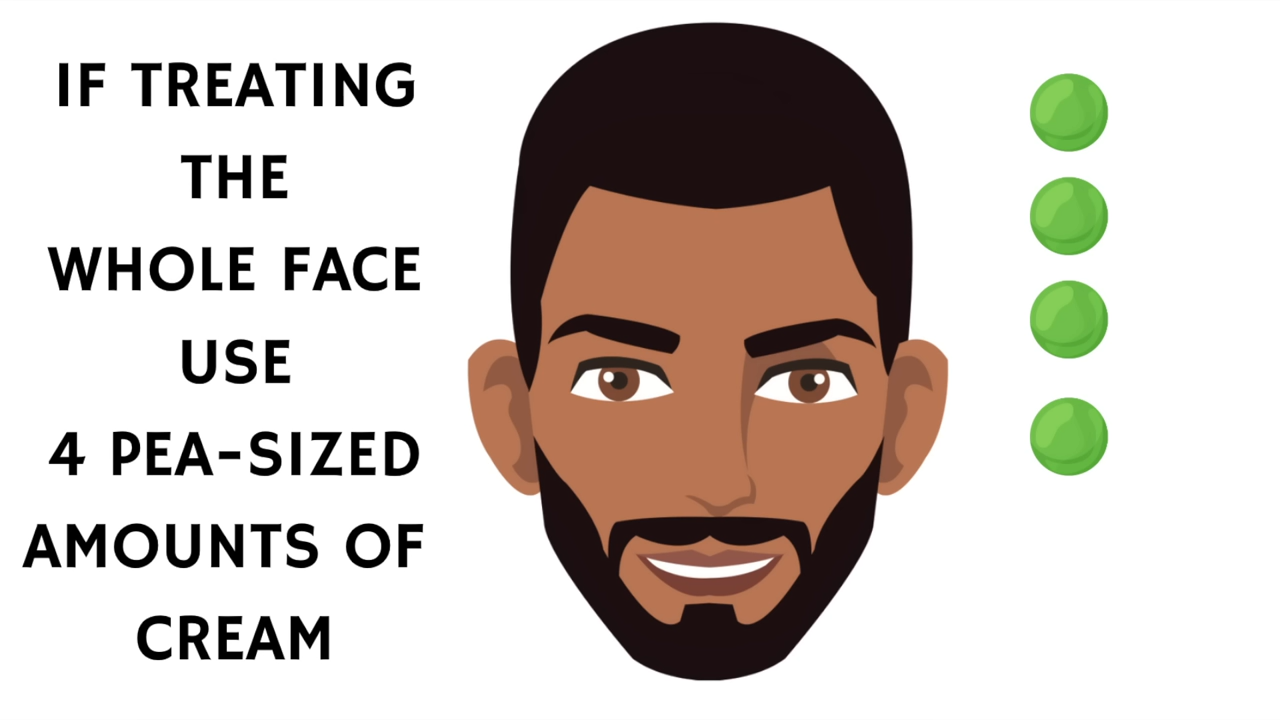 IF TREATING
THE
WHOLE FACE
USE
4 PEA-SIZED
AMOUNTS OF
CREAM